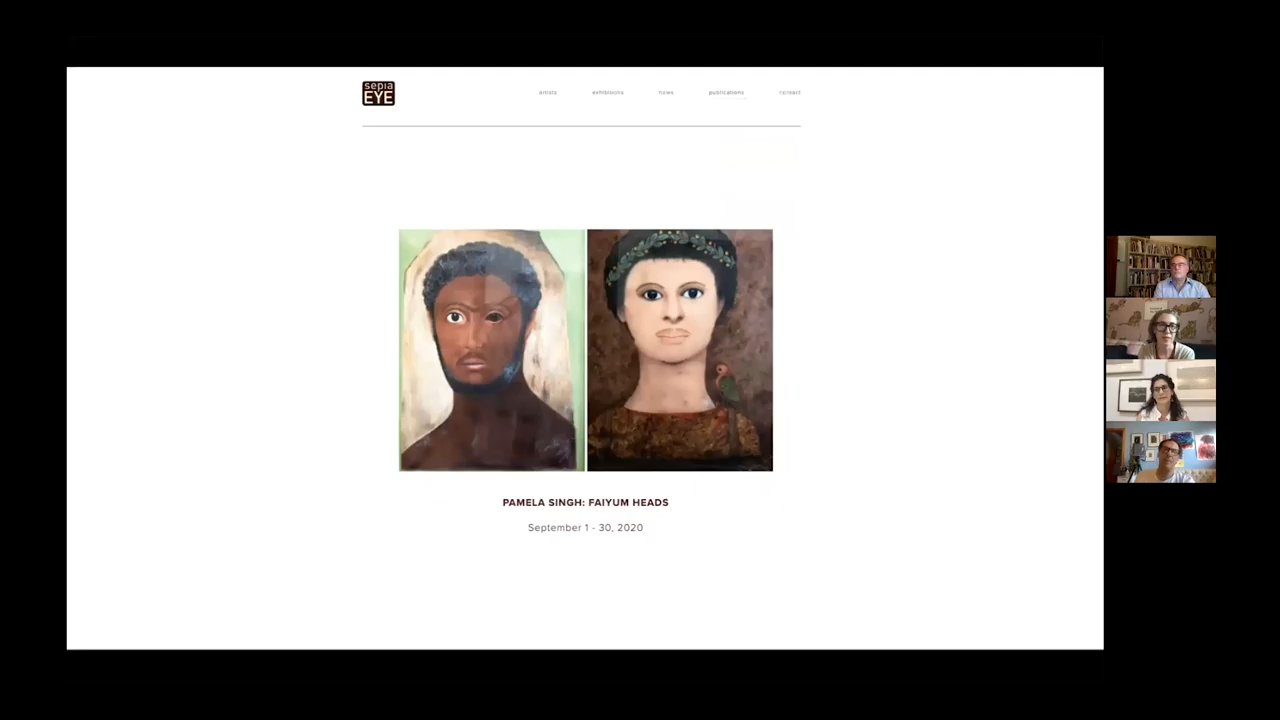 sepia
EYE
artists exhibitions news publications contact
PAMELA SINGH: FAIYUM HEADS
September 1 - 30, 2020